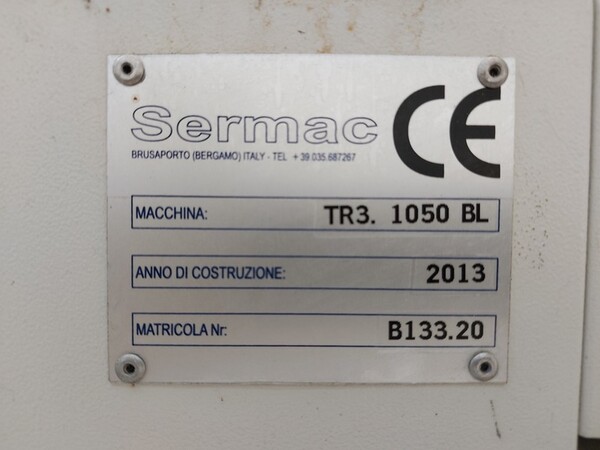 Sermac CE
BRUSAPORTO (BERGAMO) ITALY - TEL + 39.035.687267
MACCHINA: TR3. 1050 BL
ANNO DI COSTRUZIONE: 2013
MATRICOLA Nr: B133.20